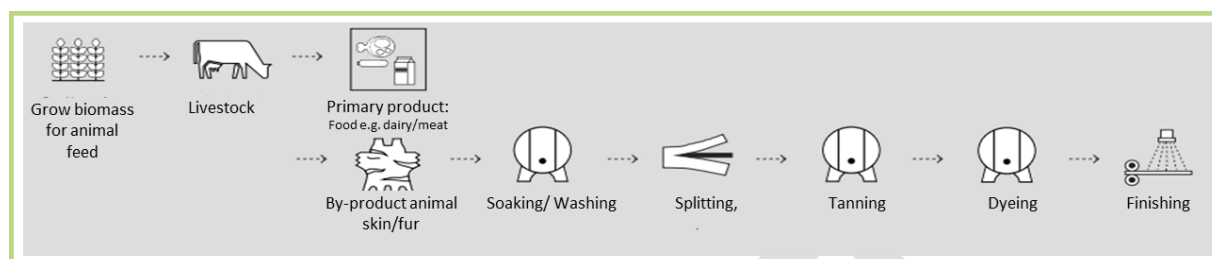 Grow biomass
for animal
feed
Livestock
Primary product:
Food e.g. dairy/meat
By-product animal
skin/fur
Soaking/ Washing
Splitting,
Tanning
Dyeing
Finishing